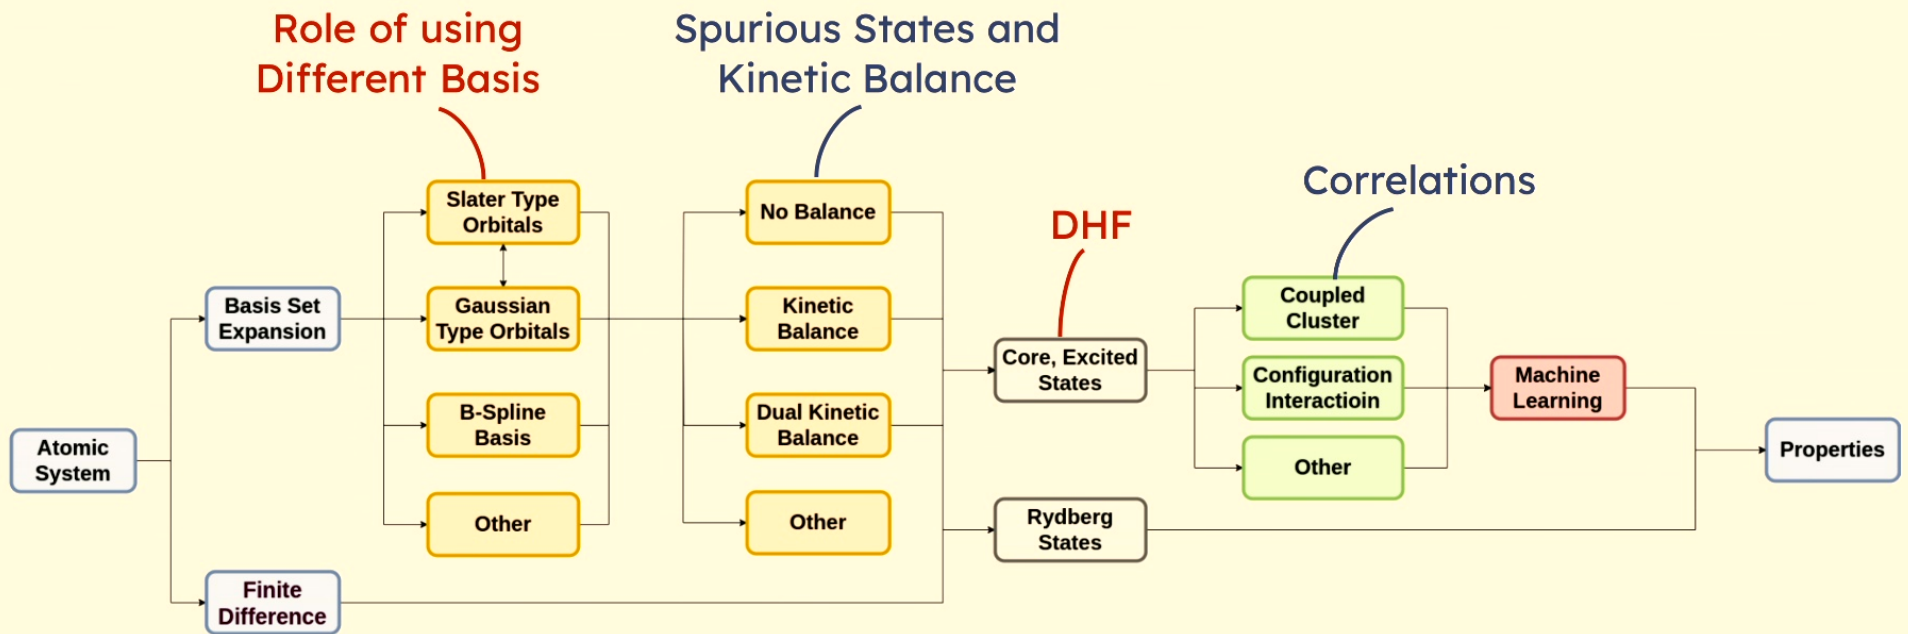 Role of using
Different Basis
Spurious States and
Kinetic Balance
Correlations
DHF
Slater Type
Orbitals
No Balance
Basis Set
Expansion
Gaussian
Type Orbitals
Kinetic
Balance
Coupled
Cluster
Core, Excited
States
Configuration
Interactioin
Machine
Learning
B-Spline
Basis
Dual Kinetic
Balance
Atomic
System
Properties
Other
Other
Other
Rydberg
States
Finite
Difference